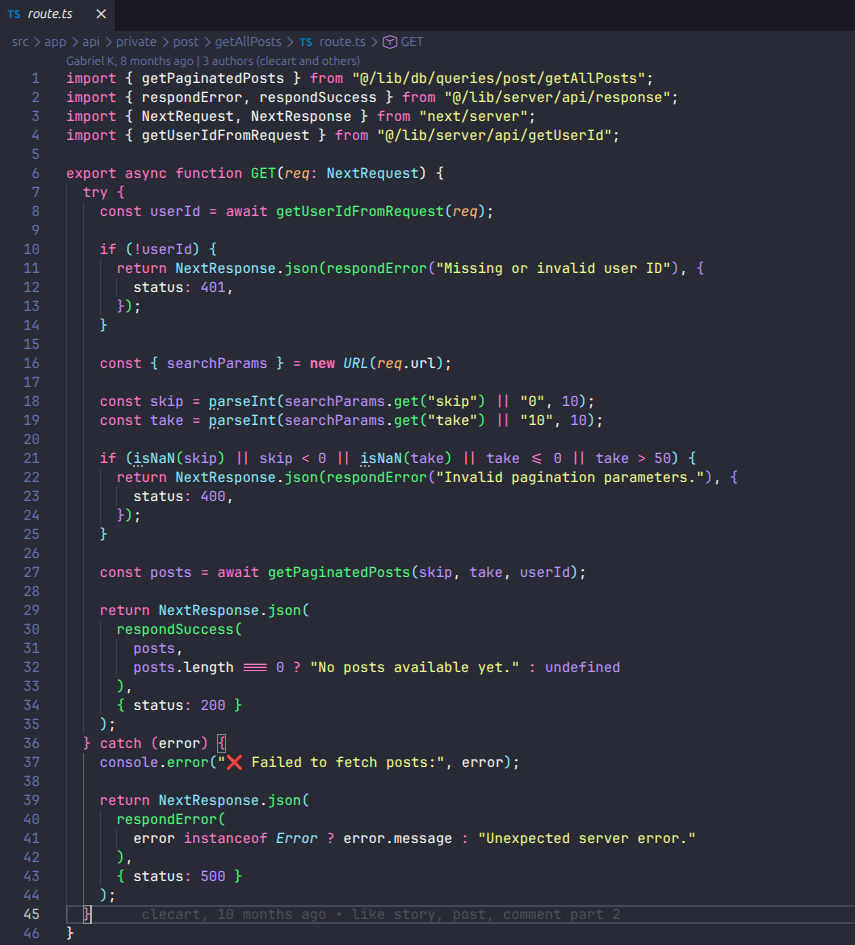 TS route.ts ×
src > app > api > private > post > getAllPosts > TS route.ts > GET
Gabriel K, 8 months ago | 3 authors (clecart and others)
1 import { getPaginatedPosts } from "@/lib/db/queries/post/getAllPosts";
2 import { respondError, respondSuccess } from "@/lib/server/api/response";
3 import { NextRequest, NextResponse } from "next/server";
4 import { getUserIdFromRequest } from "@/lib/server/api/getUserId";
5
6 export async function GET(req: NextRequest) {
7   try {
8     const userId = await getUserIdFromRequest(req);
9
10     if (!userId) {
11       return NextResponse.json(respondError("Missing or invalid user ID"), {
12         status: 401,
13       });
14     }
15
16     const { searchParams } = new URL(req.url);
17
18     const skip = parseInt(searchParams.get("skip") || "0", 10);
19     const take = parseInt(searchParams.get("take") || "10", 10);
20
21     if (isNaN(skip) || skip < 0 || isNaN(take) || take <= 0 || take > 50) {
22       return NextResponse.json(respondError("Invalid pagination parameters."), {
23         status: 400,
24       });
25     }
26
27     const posts = await getPaginatedPosts(skip, take, userId);
28
29     return NextResponse.json(
30       respondSuccess(
31         posts,
32         posts.length === 0 ? "No posts available yet." : undefined
33       ),
34       { status: 200 }
35     );
36   } catch (error) {
37     console.error("❌ Failed to fetch posts:", error);
38
39     return NextResponse.json(
40       respondError(
41         error instanceof Error ? error.message : "Unexpected server error."
42       ),
43       { status: 500 }
44     );
45   } clecart, 10 months ago • like story, post, comment part 2
46 }